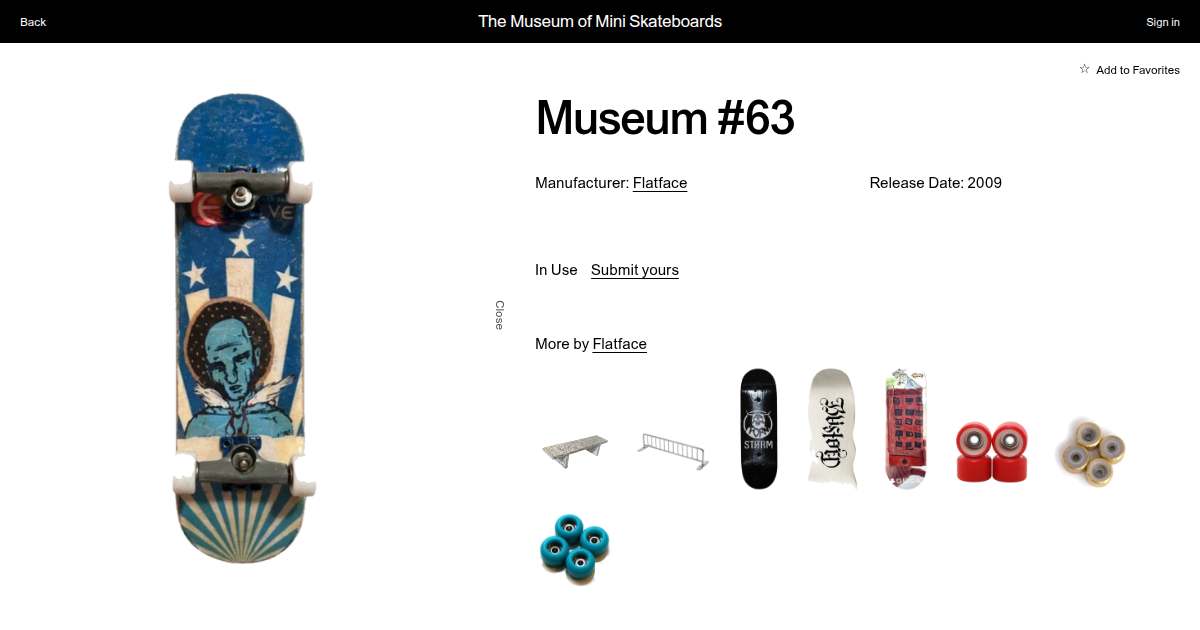 Back
The Museum of Mini Skateboards
Sign in
☆ Add to Favorites
Museum #63
Manufacturer: Flatface
Release Date: 2009
In Use Submit yours
Close
More by Flatface
STORM